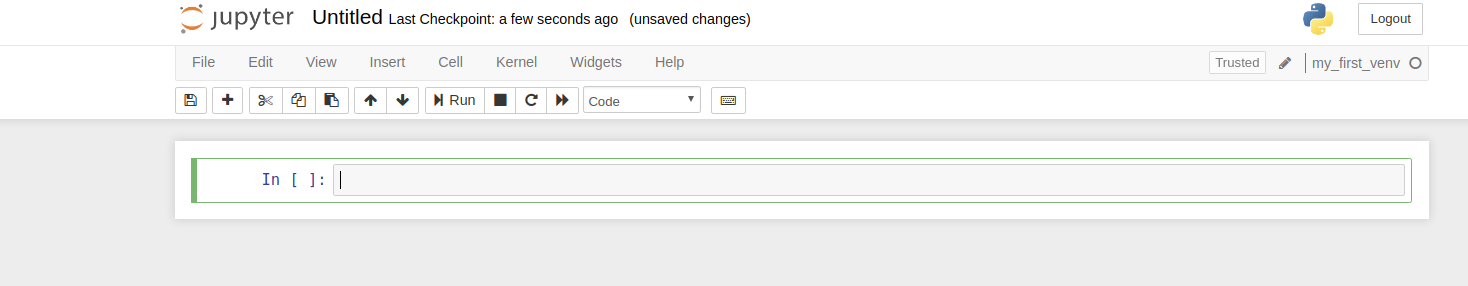 jupyter Untitled Last Checkpoint: a few seconds ago (unsaved changes) Logout
File Edit View Insert Cell Kernel Widgets Help Trusted my_first_venv
Run Code
In [ ]: